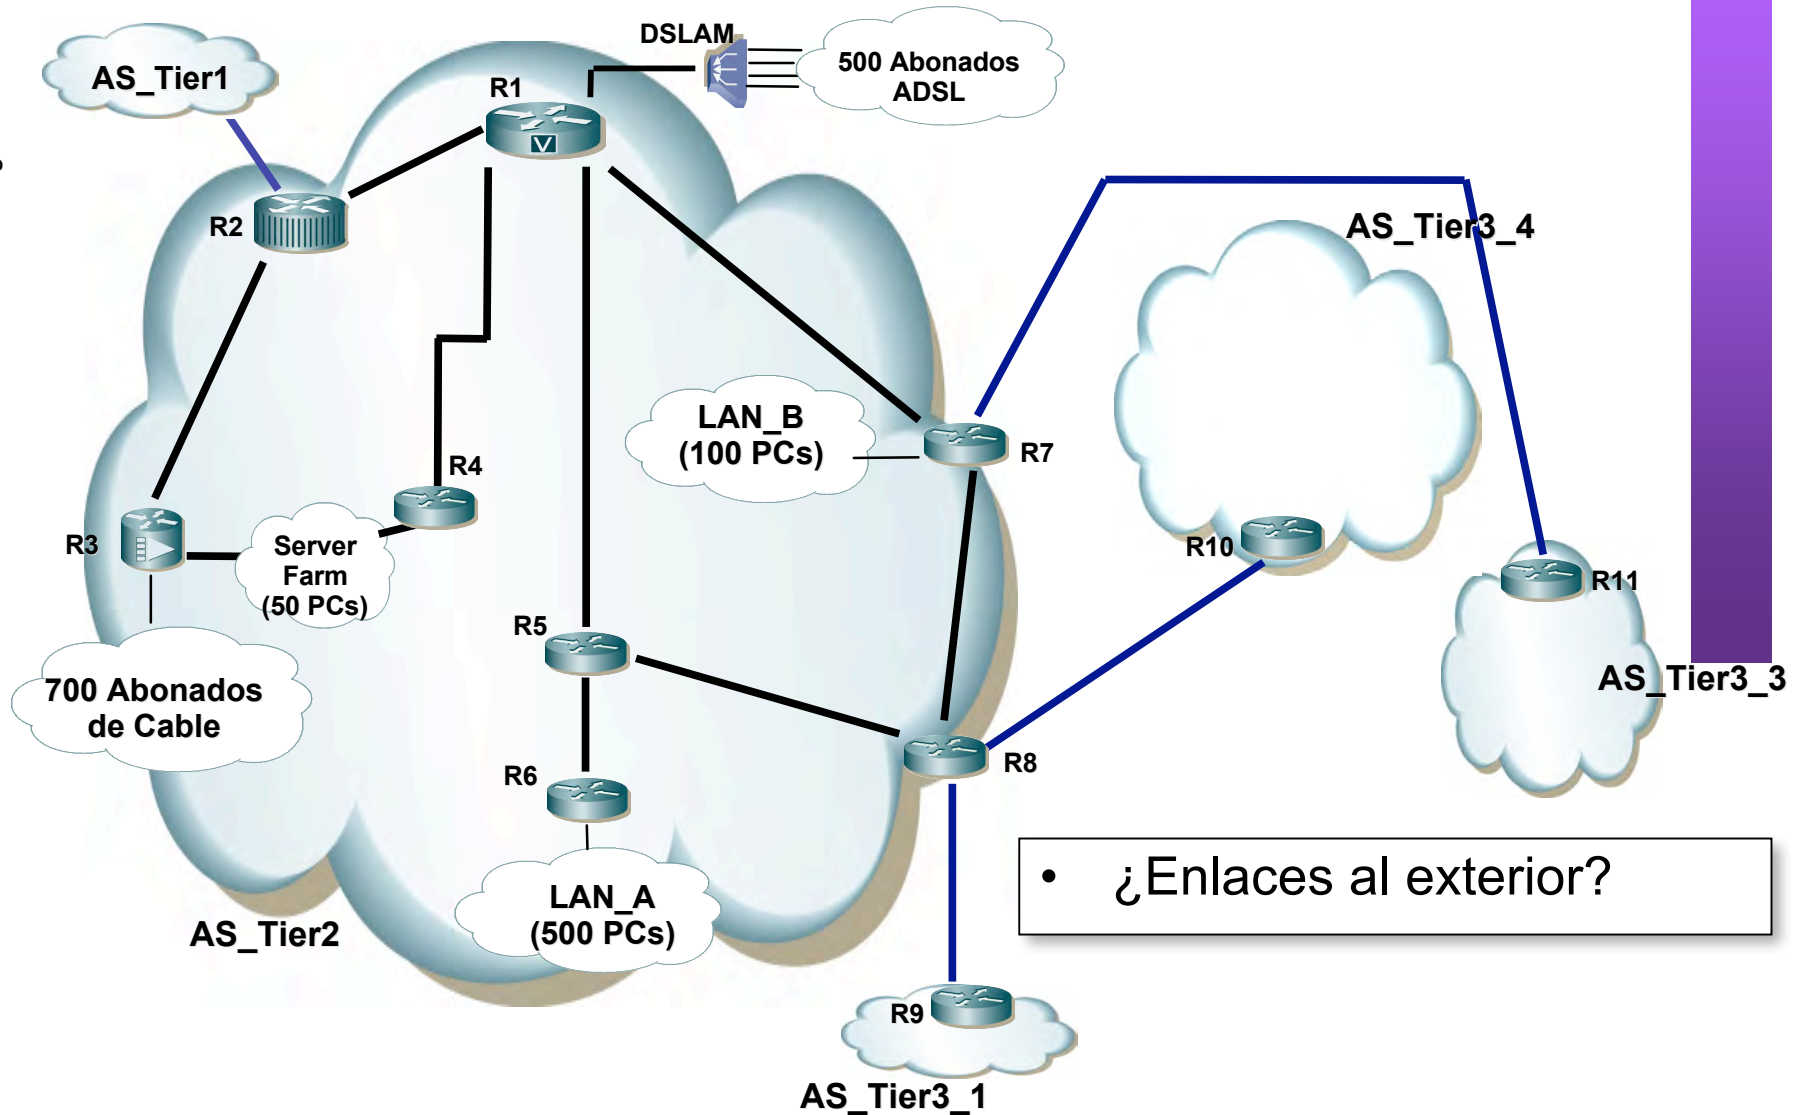 DSLAM
500 Abonados
ADSL
AS_Tier1
R1
V
R2
AS_Tier3_4
LAN_B
(100 PCs)
R7
R4
R3
Server
Farm
(50 PCs)
R10
R11
R5
700 Abonados
de Cable
AS_Tier3_3
R6
R8
LAN_A
(500 PCs)
AS_Tier2
• ¿Enlaces al exterior?
R9
AS_Tier3_1